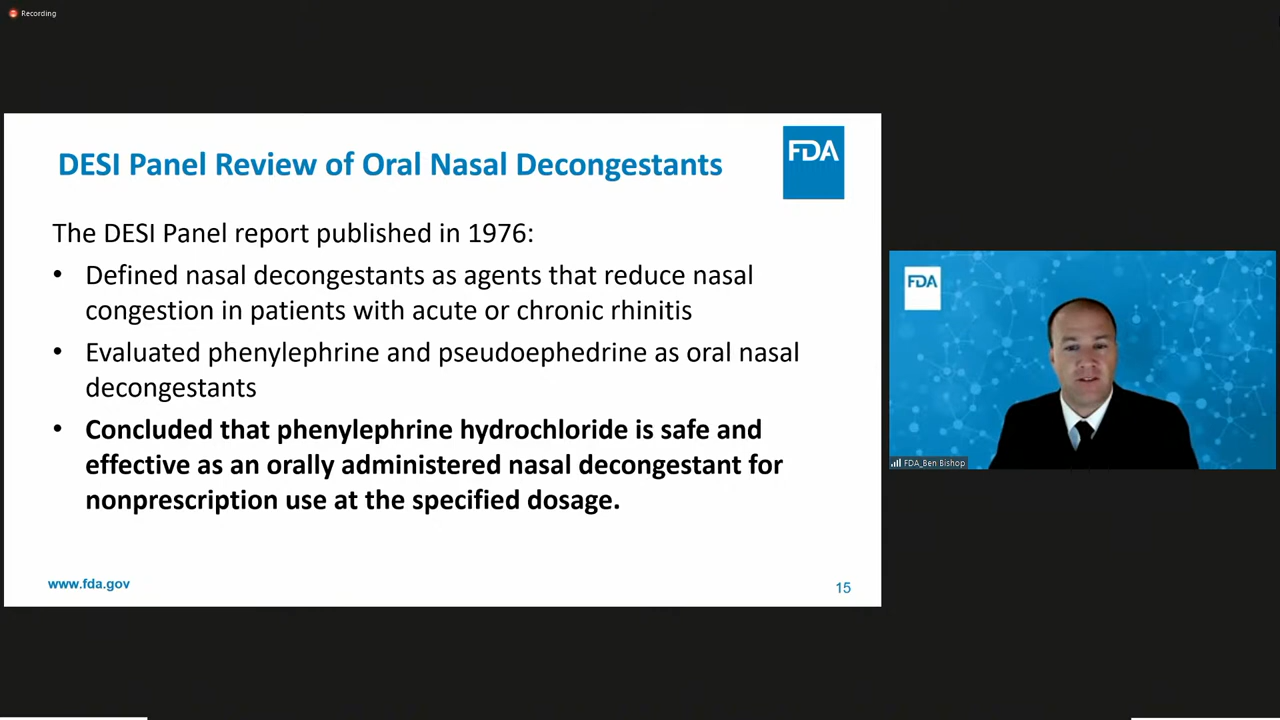 Recording
DESI Panel Review of Oral Nasal Decongestants
FDA
The DESI Panel report published in 1976:
• Defined nasal decongestants as agents that reduce nasal
congestion in patients with acute or chronic rhinitis
• Evaluated phenylephrine and pseudoephedrine as oral nasal
decongestants
• Concluded that phenylephrine hydrochloride is safe and
effective as an orally administered nasal decongestant for
nonprescription use at the specified dosage.
www.fda.gov
15
FDA
FDA_Ben Bishop